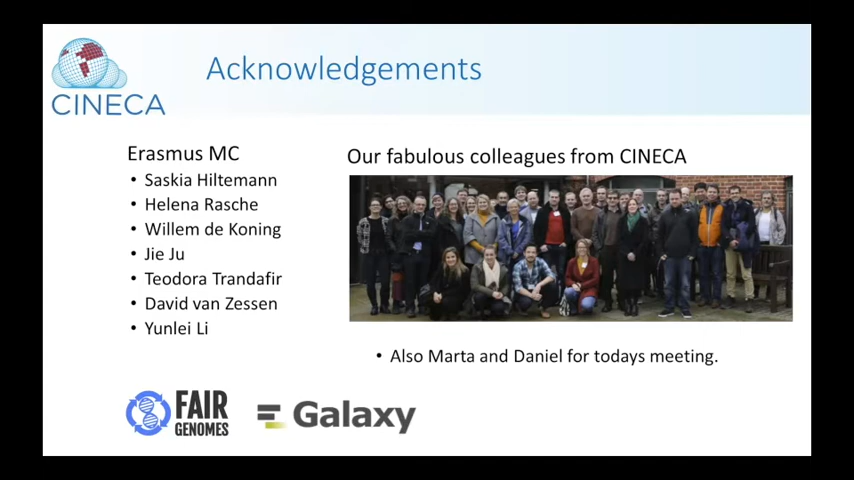 Acknowledgements
CINECA
Erasmus MC
• Saskia Hiltemann
• Helena Rasche
• Willem de Koning
• Jie Ju
• Teodora Trandafir
• David van Zessen
• Yunlei Li
Our fabulous colleagues from CINECA
• Also Marta and Daniel for todays meeting.
FAIR
GENOMES
Galaxy